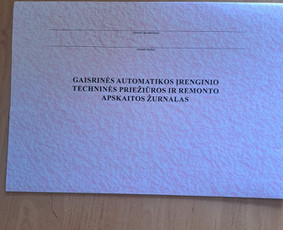 GAISRINĖS AUTOMATIKOS ĮRENGINIO
TECHNINĖS PRIEŽIŪROS IR REMONTO
APSKAITOS ŽURNALAS